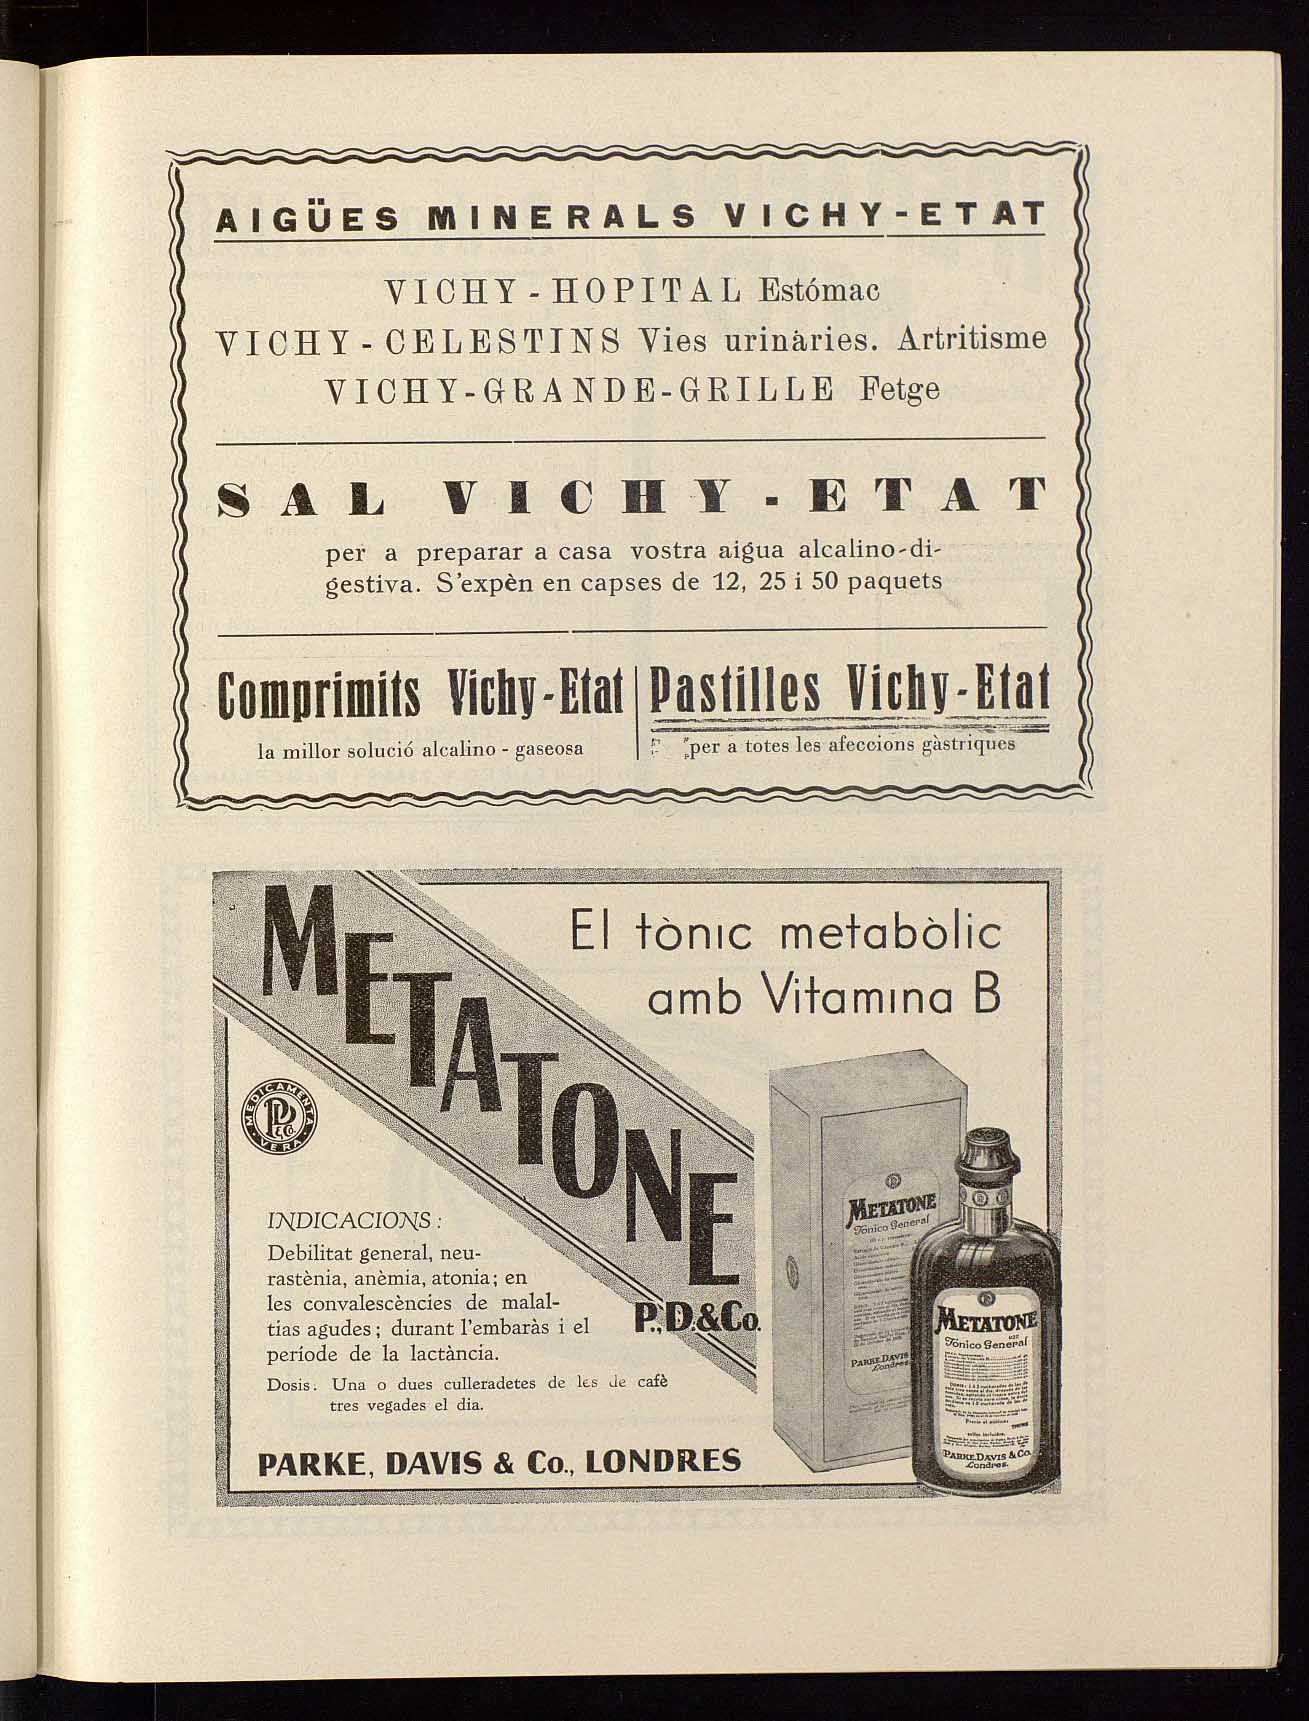 AIGÜES MINERALS VICHY-ETAT
VICHY-HOPITAL Estómac
VICHY-CELESTINS Vies urinàries. Artritisme
VICHY-GRANDE-GRILLE Fetge
SAL VICHY-ETAT
per a preparar a casa vostra aigua alcalino-di-
gestiva. S'expèn en capses de 12, 25 i 50 paquets
Comprimits Vichy-Etat
la millor solució alcalino - gaseosa
Pastilles Vichy-Etat
per a totes les afeccions gàstriques
METATONE
P., D. & Co.
El tònic metabòlic
amb Vitamina B
MEDICAMENTA
VERA
P.D.
& Co.
INDICACIONS:
Debilitat general, neu-
rastènia, anèmia, atonia; en
les convalescències de malal-
tias agudes; durant l'embaràs i el
període de la lactància.
Dosis. Una o dues culleradetes de les de cafè
tres vegades el dia.
PARKE, DAVIS & Co., LONDRES
METATONE
Tónico General
PARKE, DAVIS
Londres
METATONE
Tónico General
PARKE, DAVIS & Co.
Londres.